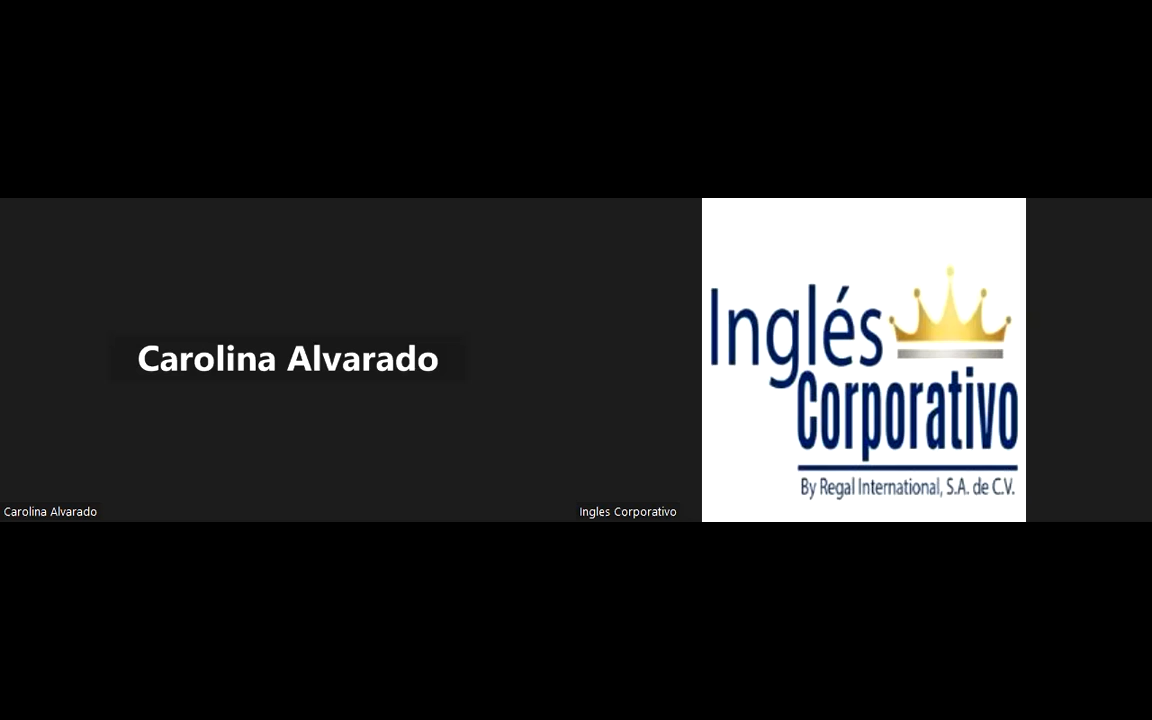 Carolina Alvarado
Carolina Alvarado
Inglés
Corporativo
By Regal International, S.A. de C.V.
Ingles Corporativo